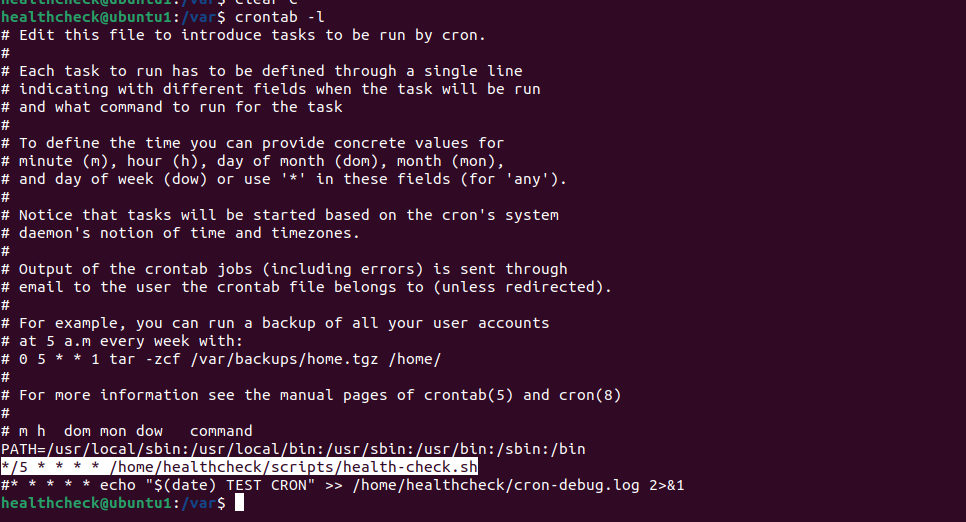 healthcheck@ubuntu1:/var$ clear c
healthcheck@ubuntu1:/var$ crontab -l
# Edit this file to introduce tasks to be run by cron.
#
# Each task to run has to be defined through a single line
# indicating with different fields when the task will be run
# and what command to run for the task
#
# To define the time you can provide concrete values for
# minute (m), hour (h), day of month (dom), month (mon),
# and day of week (dow) or use '*' in these fields (for 'any').
#
# Notice that tasks will be started based on the cron's system
# daemon's notion of time and timezones.
#
# Output of the crontab jobs (including errors) is sent through
# email to the user the crontab file belongs to (unless redirected).
#
# For example, you can run a backup of all your user accounts
# at 5 a.m every week with:
# 0 5 * * 1 tar -zcf /var/backups/home.tgz /home/
#
# For more information see the manual pages of crontab(5) and cron(8)
#
# m h  dom mon dow   command
PATH=/usr/local/sbin:/usr/local/bin:/usr/sbin:/usr/bin:/sbin:/bin
*/5 * * * * /home/healthcheck/scripts/health-check.sh
#* * * * * echo "$(date) TEST CRON" >> /home/healthcheck/cron-debug.log 2>&1
healthcheck@ubuntu1:/var$